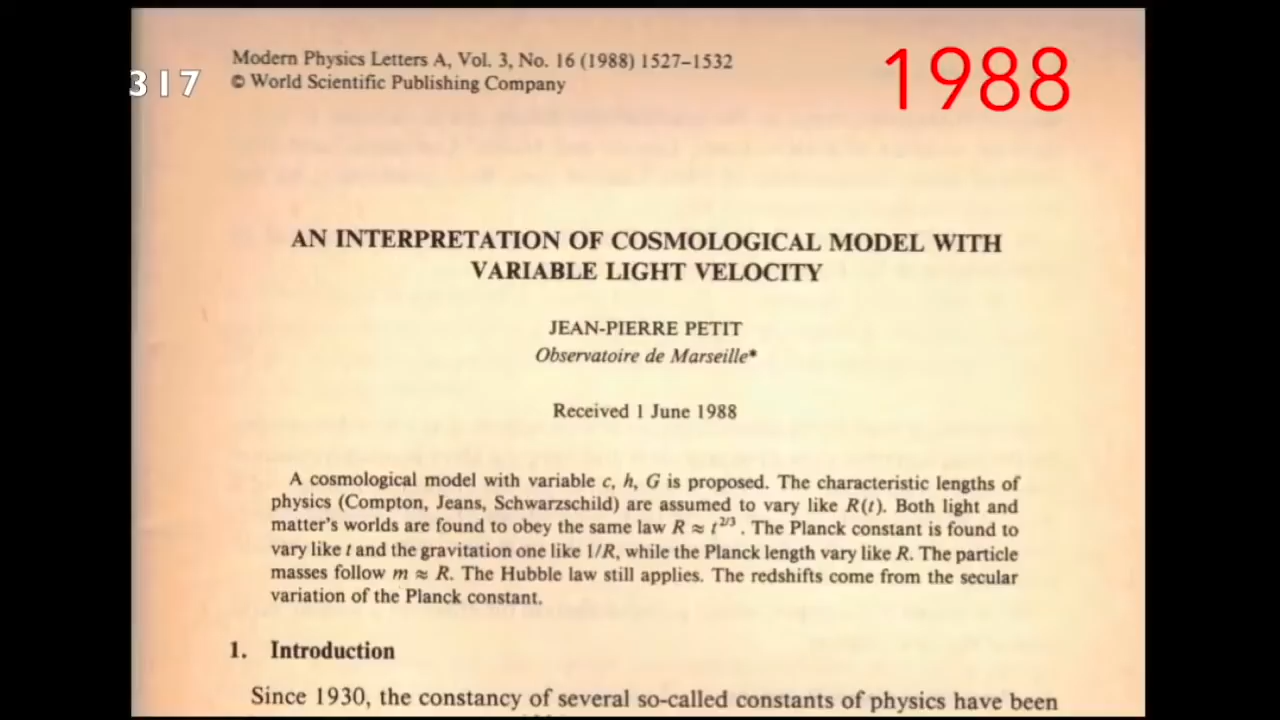 Modern Physics Letters A, Vol. 3, No. 16 (1988) 1527–1532
© World Scientific Publishing Company
1988
317
AN INTERPRETATION OF COSMOLOGICAL MODEL WITH
VARIABLE LIGHT VELOCITY
JEAN-PIERRE PETIT
Observatoire de Marseille*
Received 1 June 1988
A cosmological model with variable c, h, G is proposed. The characteristic lengths of
physics (Compton, Jeans, Schwarzschild) are assumed to vary like R(t). Both light and
matter's worlds are found to obey the same law R ≈ t^2/3. The Planck constant is found to
vary like t and the gravitation one like 1/R, while the Planck length vary like R. The particle
masses follow m ≈ R. The Hubble law still applies. The redshifts come from the secular
variation of the Planck constant.
1. Introduction
Since 1930, the constancy of several so-called constants of physics have been